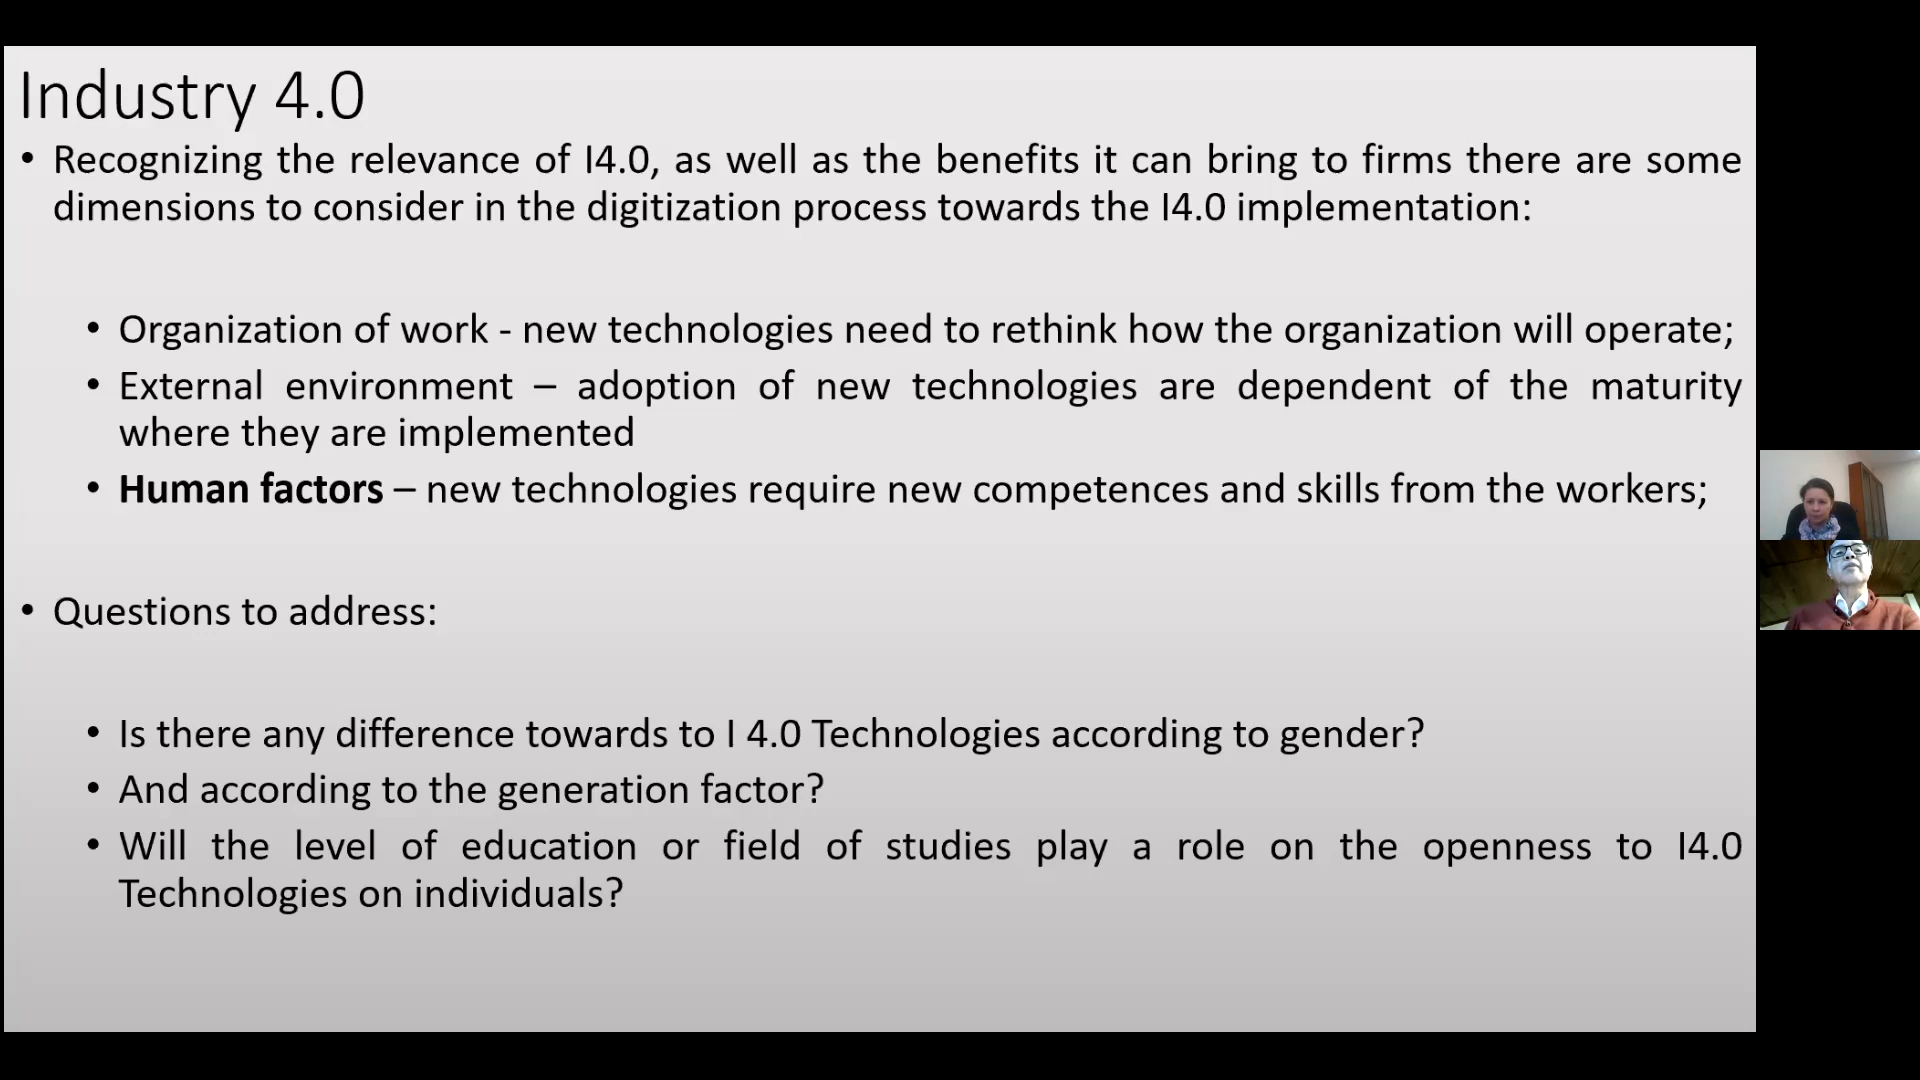 Industry 4.0
• Recognizing the relevance of I4.0, as well as the benefits it can bring to firms there are some
dimensions to consider in the digitization process towards the I4.0 implementation:
• Organization of work - new technologies need to rethink how the organization will operate;
• External environment – adoption of new technologies are dependent of the maturity
where they are implemented
• Human factors – new technologies require new competences and skills from the workers;
• Questions to address:
• Is there any difference towards to I 4.0 Technologies according to gender?
• And according to the generation factor?
• Will the level of education or field of studies play a role on the openness to I4.0
Technologies on individuals?